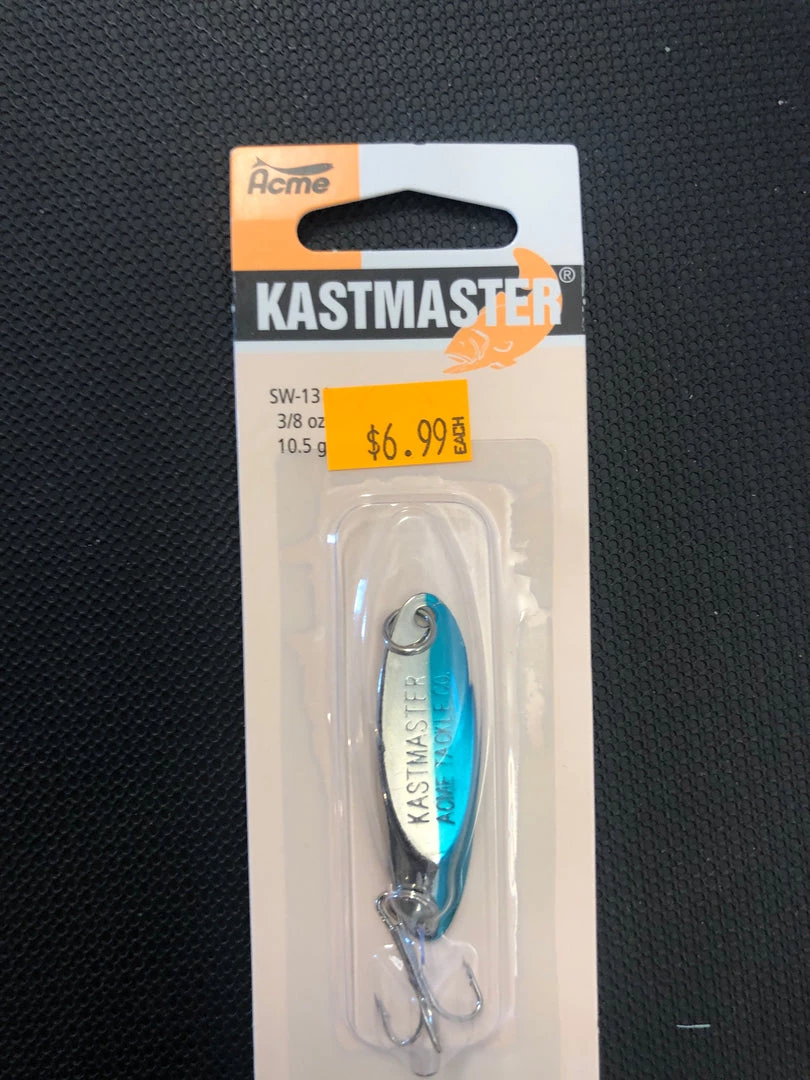 Acme
KASTMASTER®
SW-13
3/8 oz
10.5 g
$6.99 EACH
KASTMASTER
ACME TACKLE CO.